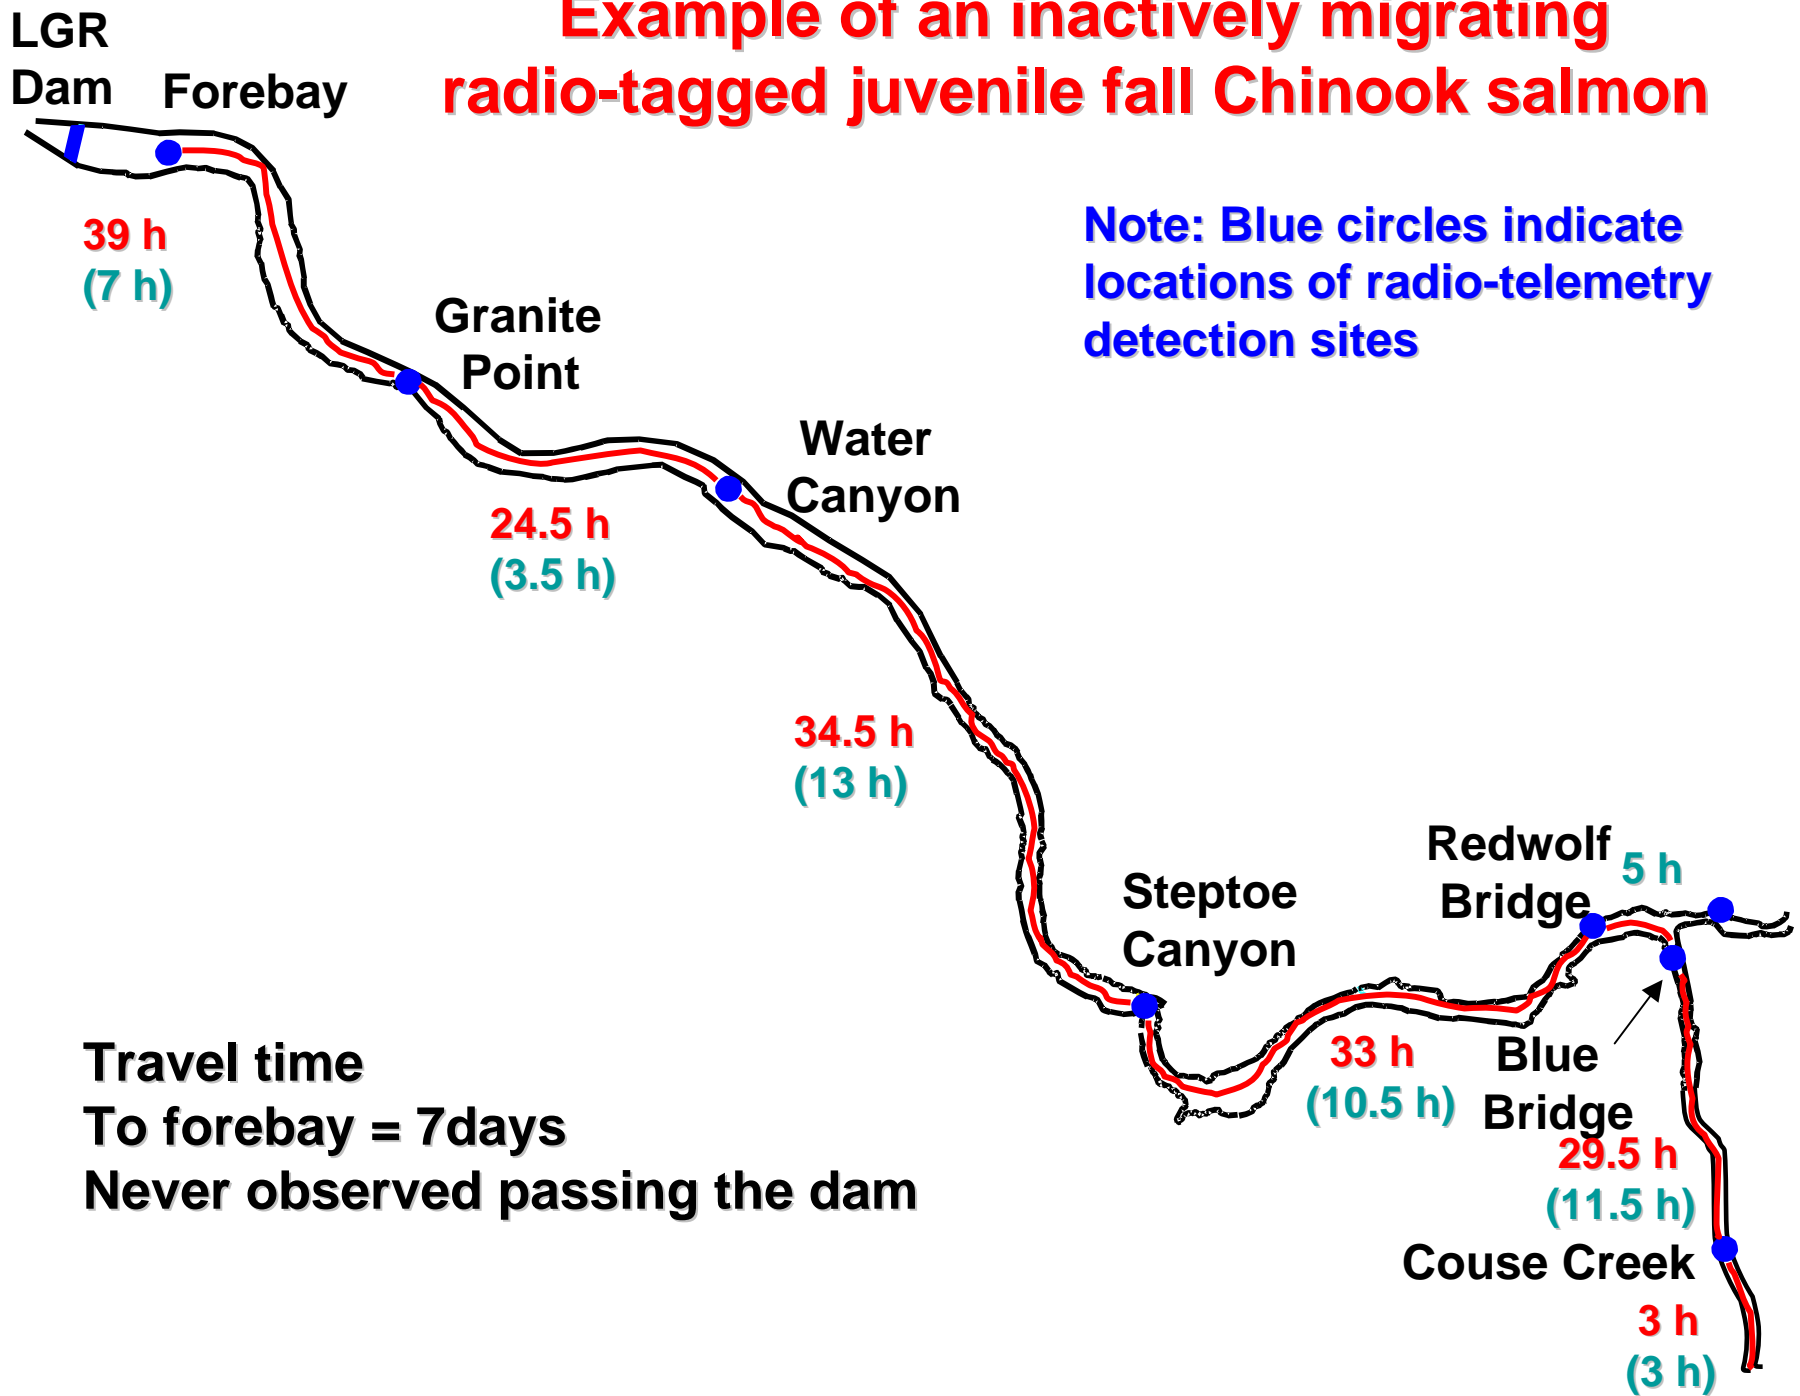 Example of an inactively migrating
radio-tagged juvenile fall Chinook salmon
LGR
Dam
Forebay
Note: Blue circles indicate
locations of radio-telemetry
detection sites
39 h
(7 h)
Granite
Point
Water
Canyon
24.5 h
(3.5 h)
34.5 h
(13 h)
Steptoe
Canyon
Redwolf
Bridge
5 h
33 h
(10.5 h)
Blue
Bridge
29.5 h
(11.5 h)
Couse Creek
3 h
(3 h)
Travel time
To forebay = 7days
Never observed passing the dam